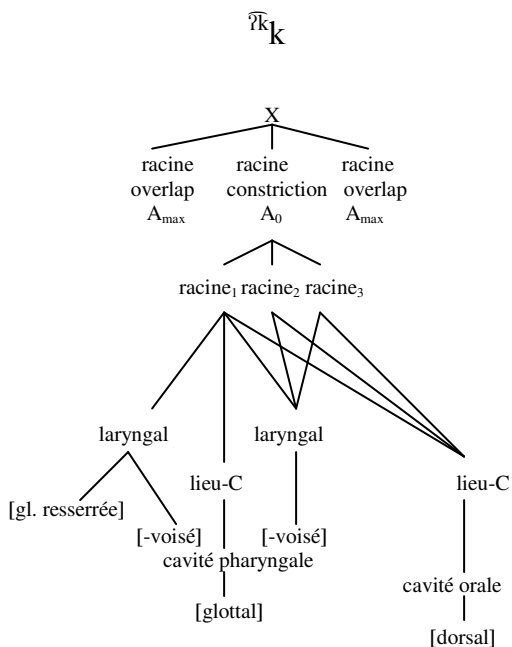 ʔ͡kk
X
racine racine racine
overlap constriction overlap
Amax A0 Amax
racine1 racine2 racine3
laryngal laryngal
lieu-C lieu-C
[gl. resserrée]
[-voisé] [-voisé]
cavité pharyngale
cavité orale
[glottal]
[dorsal]